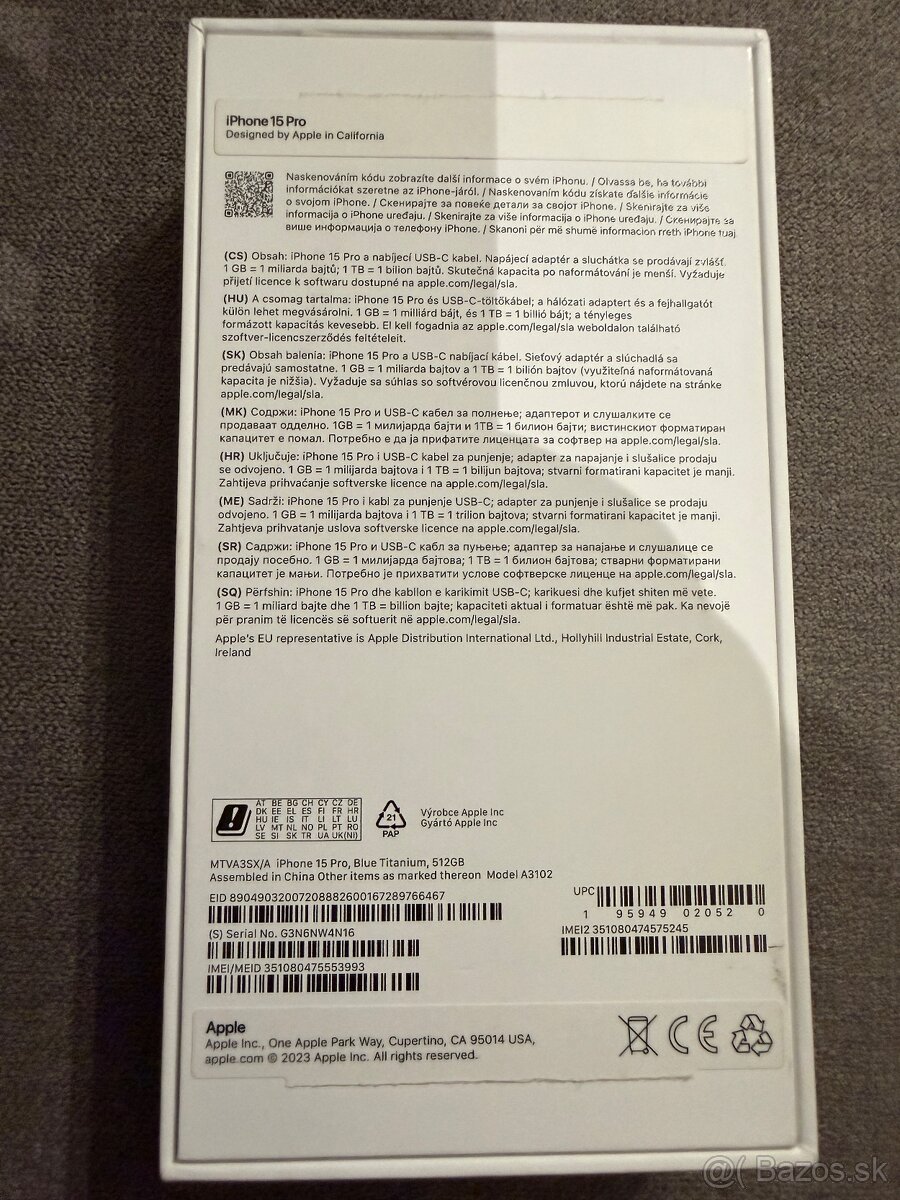 iPhone 15 Pro
Designed by Apple in California
Naskenováním kódu zobrazíte další informace o svém iPhonu. / Olvassa be, ha további
információkat szeretne az iPhone-járól. / Naskenovaním kódu získate ďalšie informácie
o svojom iPhone. / Скенирајте за повеќе детали за својот iPhone. / Skenirajte za više
informacija o iPhone uređaju. / Skenirajte za više informacija o iPhone uređaju. / Скенирајте за
више информација о телефону iPhone. / Skanoni për më shumë informacion rreth iPhone tuaj.
(CS) Obsah: iPhone 15 Pro a nabíjecí USB-C kabel. Napájecí adaptér a sluchátka se prodávají zvlášť.
1 GB = 1 miliarda bajtů; 1 TB = 1 bilion bajtů. Skutečná kapacita po naformátování je menší. Vyžaduje
přijetí licence k softwaru dostupné na apple.com/legal/sla.
(HU) A csomag tartalma: iPhone 15 Pro és USB-C-töltőkábel; a hálózati adaptert és a fejhallgatót
külön lehet megvásárolni. 1 GB = 1 milliárd bájt, és 1 TB = 1 billió bájt; a tényleges
formázott kapacitás kevesebb. El kell fogadnia az apple.com/legal/sla weboldalon található
szoftver-licencszerződés feltételeit.
(SK) Obsah balenia: iPhone 15 Pro a USB-C nabíjací kábel. Sieťový adaptér a slúchadlá sa
predávajú samostatne. 1 GB = 1 miliarda bajtov a 1 TB = 1 bilión bajtov (využiteľná naformátovaná
kapacita je nižšia). Vyžaduje sa súhlas so softvérovou licenčnou zmluvou, ktorú nájdete na stránke
apple.com/legal/sla.
(MK) Содржи: iPhone 15 Pro и USB-C кабел за полнење; адаптерот и слушалките се
продаваат одделно. 1GB = 1 милијарда бајти и 1TB = 1 билион бајти; вистинскиот форматиран
капацитет е помал. Потребно е да ја прифатите лиценцата за софтвер на apple.com/legal/sla.
(HR) Uključuje: iPhone 15 Pro i USB-C kabel za punjenje; adapter za napajanje i slušalice prodaju
se odvojeno. 1 GB = 1 milijarda bajtova i 1 TB = 1 bilijun bajtova; stvarni formatirani kapacitet je manji.
Zahtijeva prihvaćanje softverske licence na apple.com/legal/sla.
(ME) Sadrži: iPhone 15 Pro i kabl za punjenje USB-C; adapter za punjenje i slušalice se prodaju
odvojeno. 1 GB = 1 milijarda bajtova i 1 TB = 1 trilion bajtova; stvarni formatirani kapacitet je manji.
Zahtjeva prihvatanje uslova softverske licence na apple.com/legal/sla.
(SR) Садржи: iPhone 15 Pro и USB-C кабл за пуњење; адаптер за напајање и слушалице се
продају посебно. 1 GB = 1 милијарда бајтова; 1 TB = 1 билион бајтова; стварни форматирани
капацитет је мањи. Потребно је прихватити услове софтверске лиценце на apple.com/legal/sla.
(SQ) Përfshin: iPhone 15 Pro dhe kabllon e karikimit USB-C; karikuesi dhe kufjet shiten më vete.
1 GB = 1 miliard bajte dhe 1 TB = billion bajte; kapaciteti aktual i formatuar është më pak. Ka nevojë
për pranim të licencës së softuerit në apple.com/legal/sla.
Apple's EU representative is Apple Distribution International Ltd., Hollyhill Industrial Estate, Cork,
Ireland
AT BE BG CH CY CZ DE
DK EE EL ES FI FR HR
HU IE IS IT LI LT LU
LV MT NL NO PL PT RO
SE SI SK TR UA UK(NI)
21
PAP
Výrobce Apple Inc
Gyártó Apple Inc
MTVA3SX/A iPhone 15 Pro, Blue Titanium, 512GB
Assembled in China Other items as marked thereon Model A3102
EID 89049032007208882600167289766467
UPC
1 95949 02052 0
(S) Serial No. G3N6NW4N16
IMEI2 351080474575245
IMEI/MEID 351080475553993
Apple
Apple Inc., One Apple Park Way, Cupertino, CA 95014 USA,
apple.com © 2023 Apple Inc. All rights reserved.
CE
@( Bazos.sk